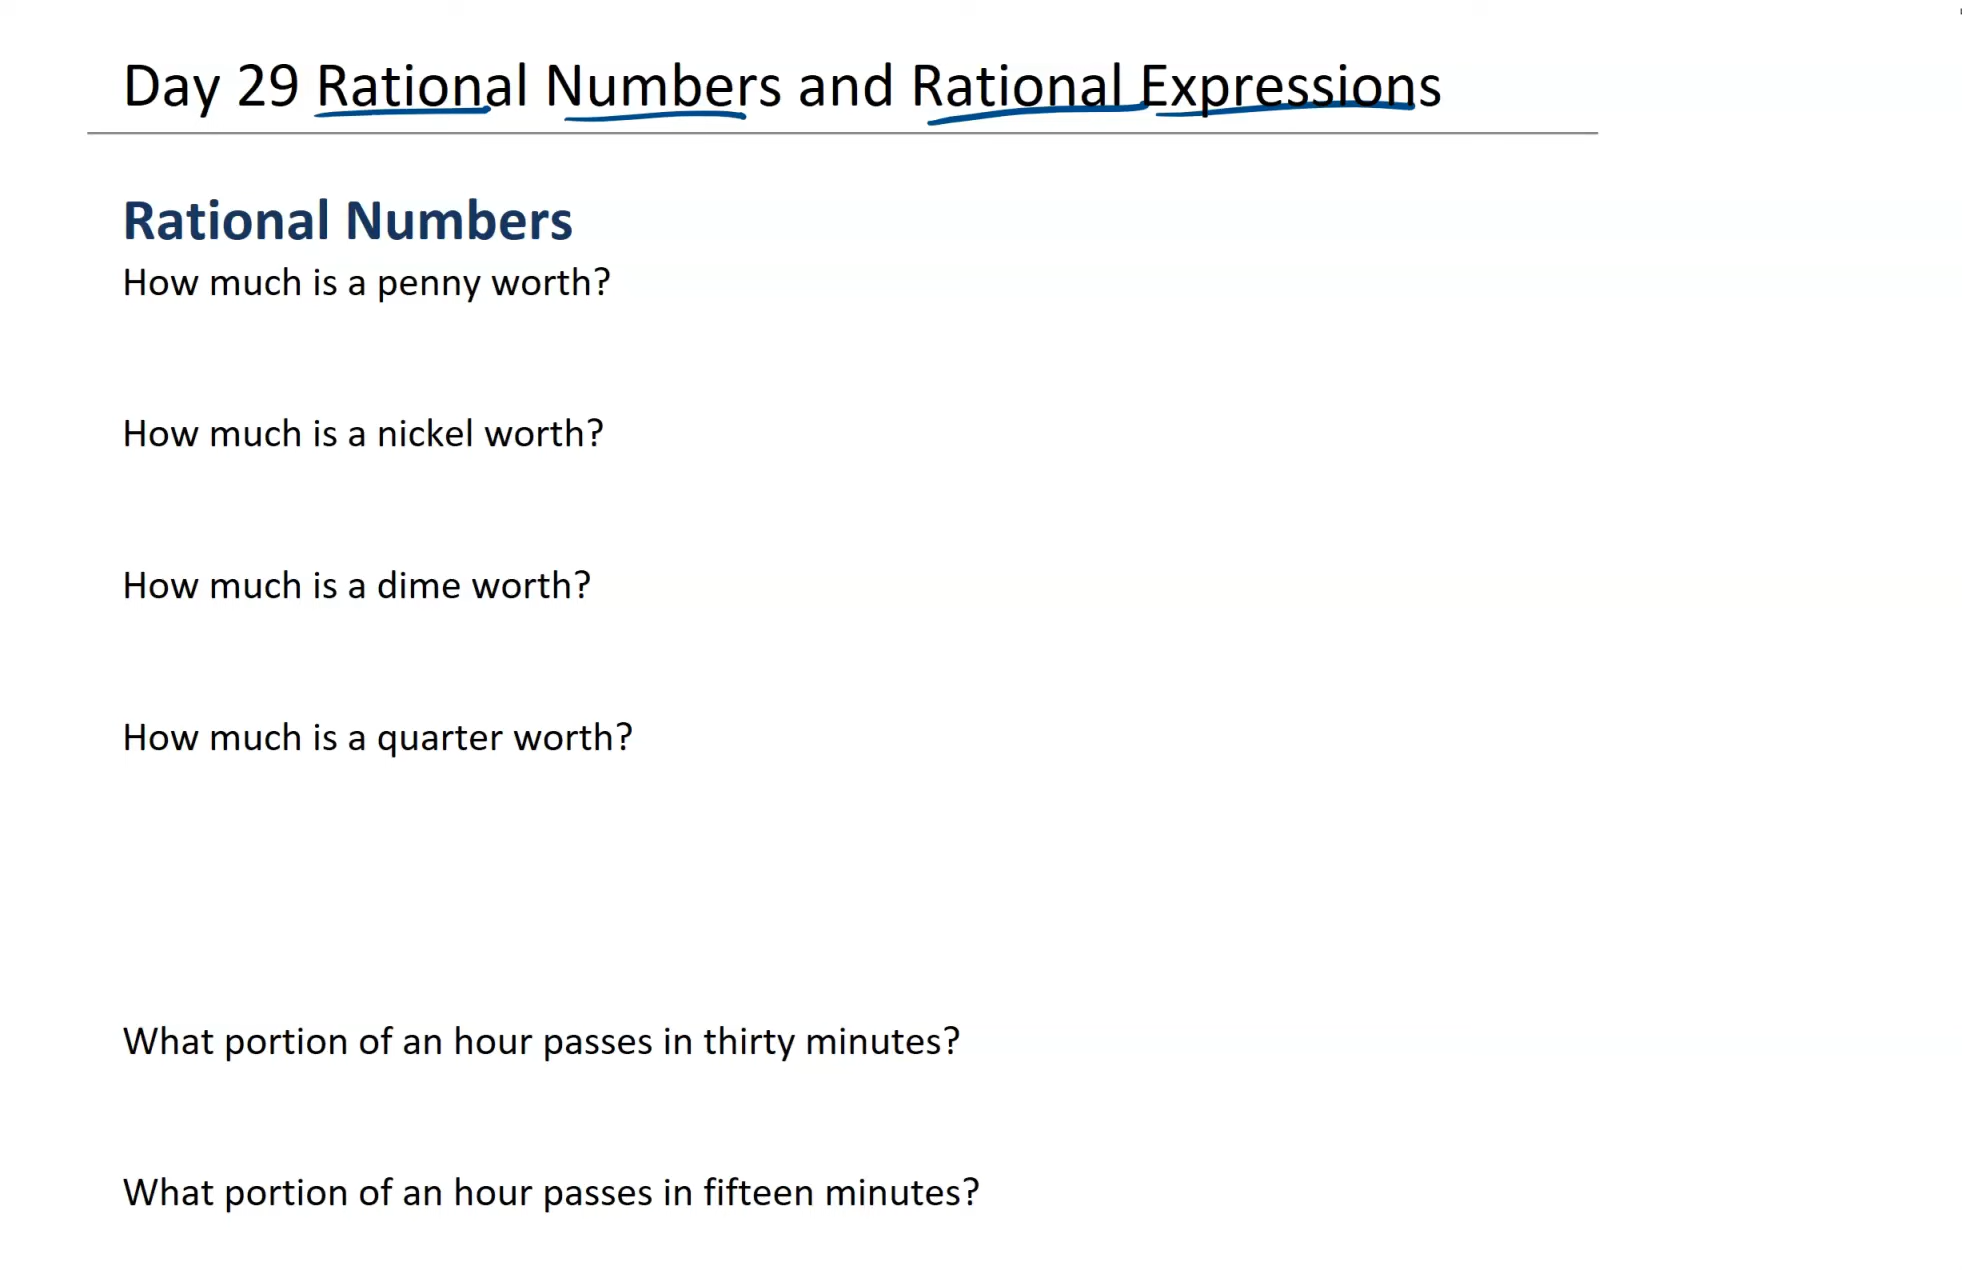 Day 29 Rational Numbers and Rational Expressions
Rational Numbers
How much is a penny worth?
How much is a nickel worth?
How much is a dime worth?
How much is a quarter worth?
What portion of an hour passes in thirty minutes?
What portion of an hour passes in fifteen minutes?